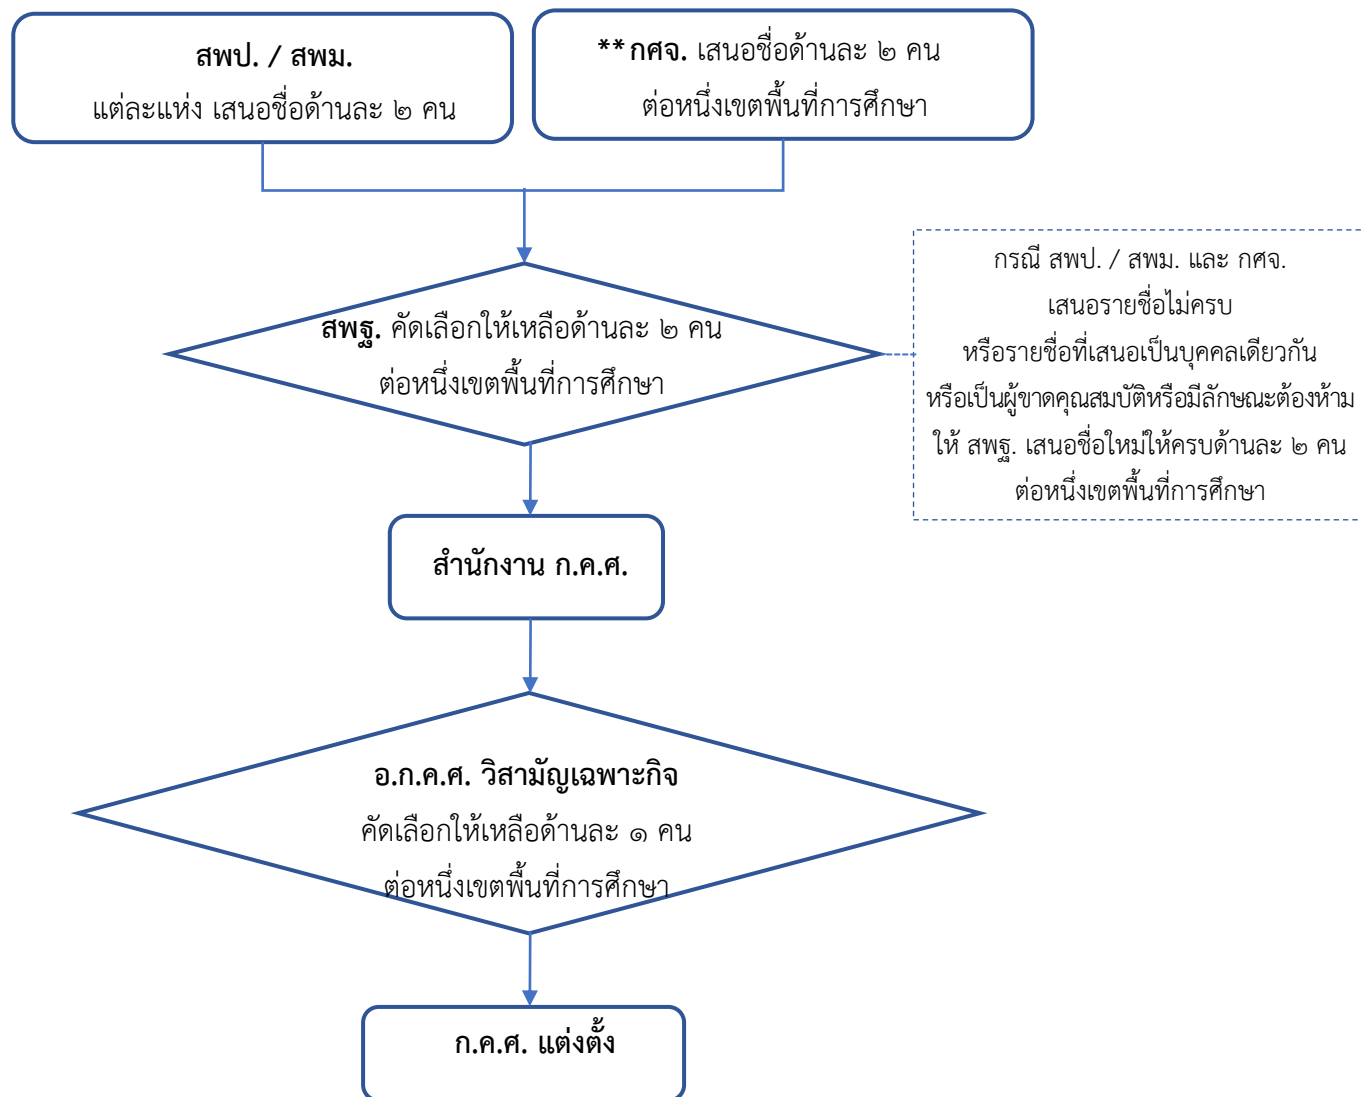 สพป. / สพม.
แต่ละแห่ง เสนอชื่อด้านละ ๒ คน
**กศจ. เสนอชื่อด้านละ ๒ คน
ต่อหนึ่งเขตพื้นที่การศึกษา
สพฐ. คัดเลือกให้เหลือด้านละ ๒ คน
ต่อหนึ่งเขตพื้นที่การศึกษา
กรณี สพป. / สพม. และ กศจ.
เสนอรายชื่อไม่ครบ
หรือรายชื่อที่เสนอเป็นบุคคลเดียวกัน
หรือเป็นผู้ขาดคุณสมบัติหรือมีลักษณะต้องห้าม
ให้ สพฐ. เสนอชื่อใหม่ให้ครบด้านละ ๒ คน
ต่อหนึ่งเขตพื้นที่การศึกษา
สำนักงาน ก.ค.ศ.
อ.ก.ค.ศ. วิสามัญเฉพาะกิจ
คัดเลือกให้เหลือด้านละ ๑ คน
ต่อหนึ่งเขตพื้นที่การศึกษา
ก.ค.ศ. แต่งตั้ง